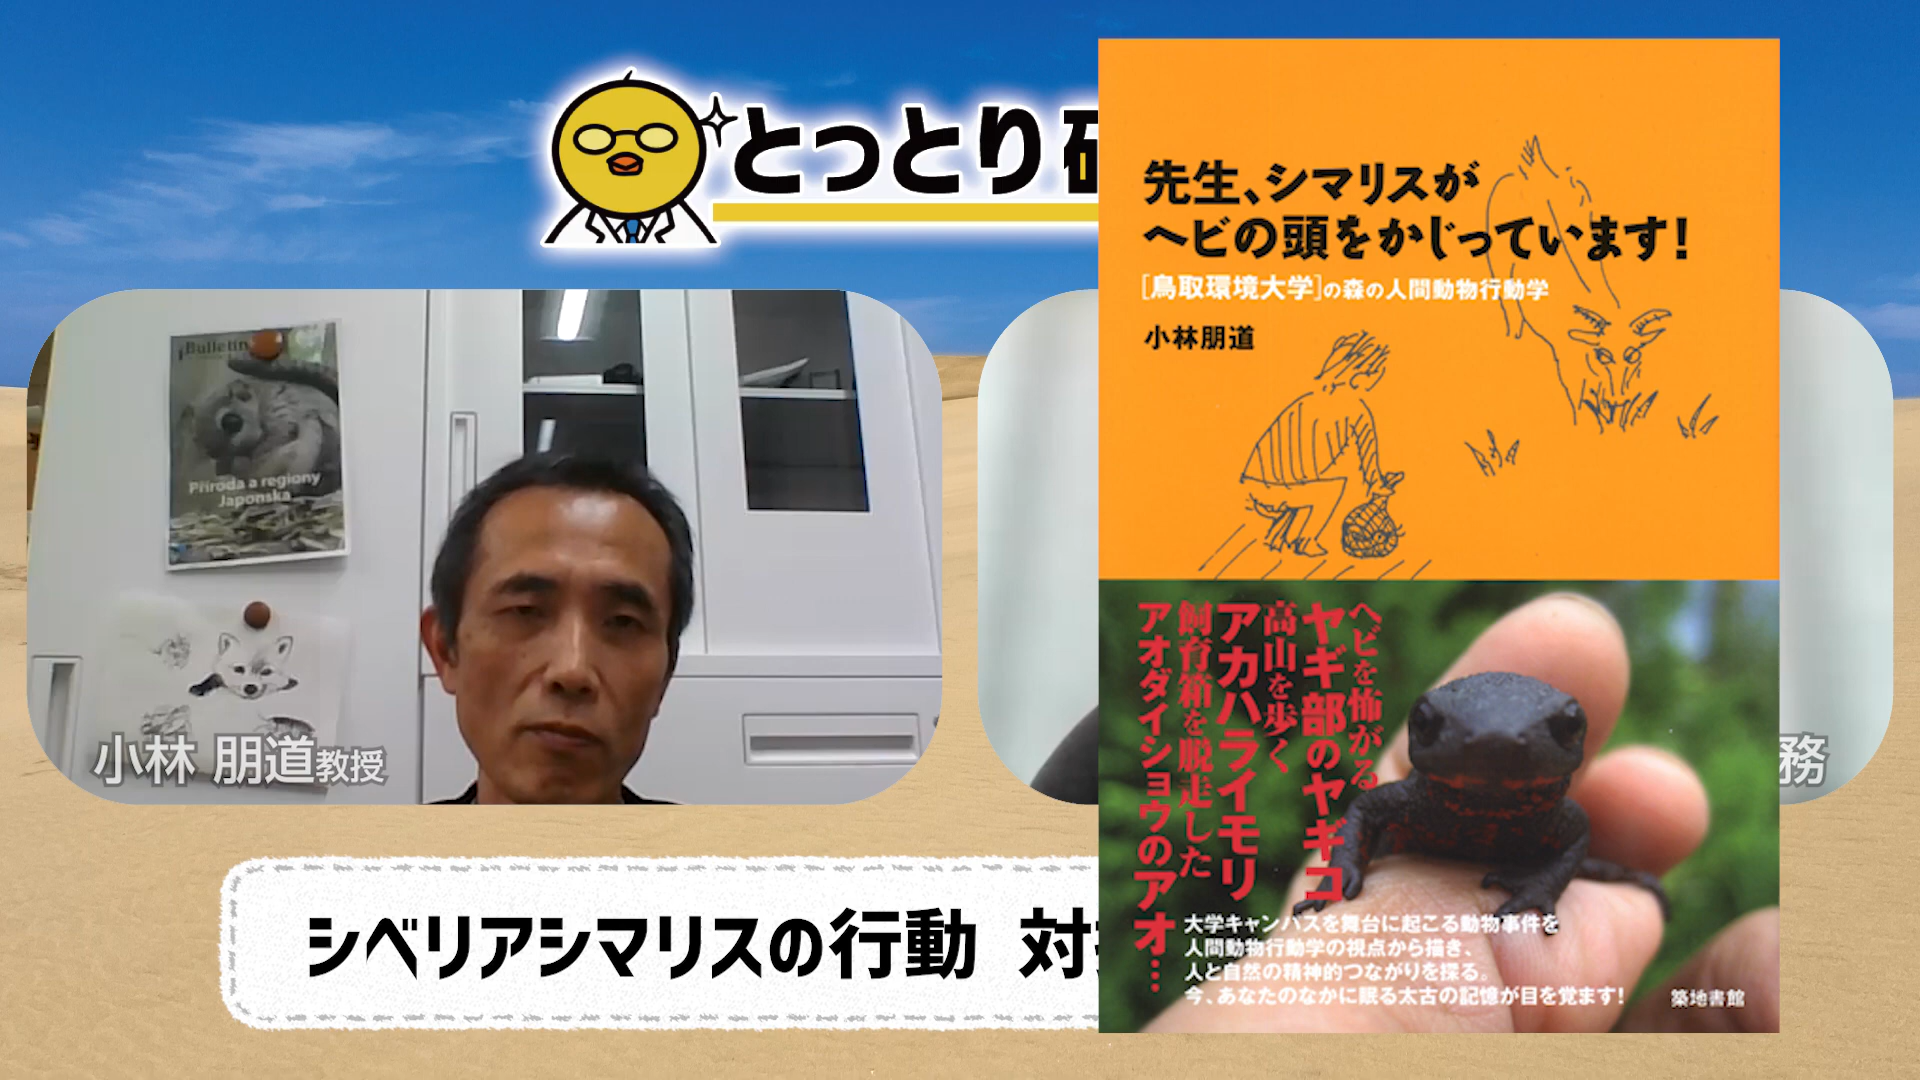 とっとり
先生、シマリスが
ヘビの頭をかじっています!
[鳥取環境大学]の森の人間動物行動学
小林朋道
Bulletin
Příroda a regiony
Japonska
小林 朋道教授
務
ヘビを怖がる
ヤギ部のヤギコ
高山を歩く
アカハライモリ
飼育箱を脱走した
アオダイショウのアオ…
大学キャンパスを舞台に起こる動物事件を
人間動物行動学の視点から描き、
人と自然の精神的つながりを探る。
今、あなたのなかに眠る太古の記憶が目を覚ます!
築地書館
シベリアシマリスの行動 対